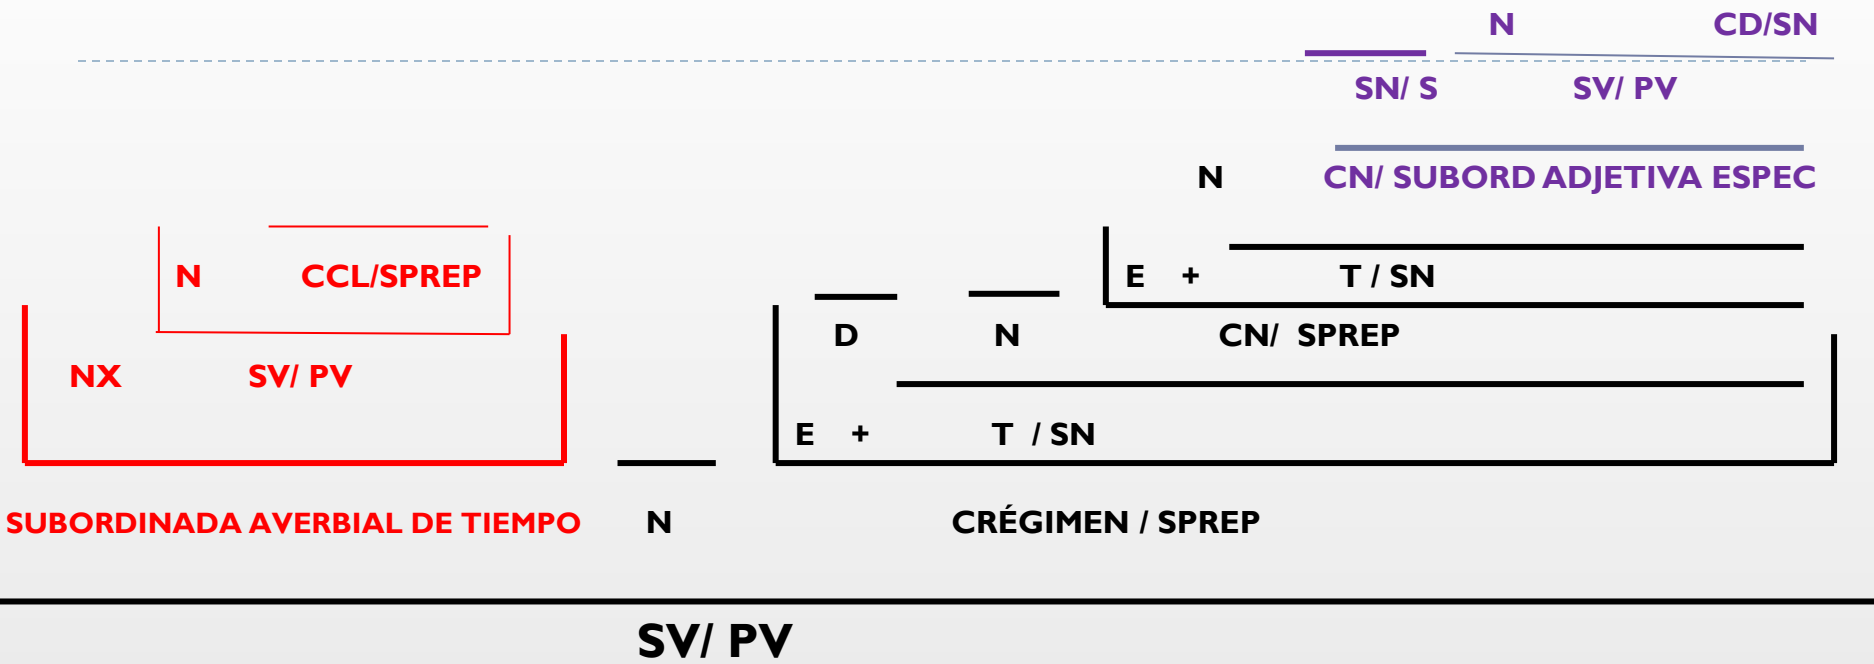 N CD/SN
SN/ S SV/ PV
N CN/ SUBORD ADJETIVA ESPEC
N CCL/SPREP E + T / SN
D N CN/ SPREP
NX SV/ PV
E + T / SN
SUBORDINADA AVERBIAL DE TIEMPO N CRÉGIMEN / SPREP
SV/ PV